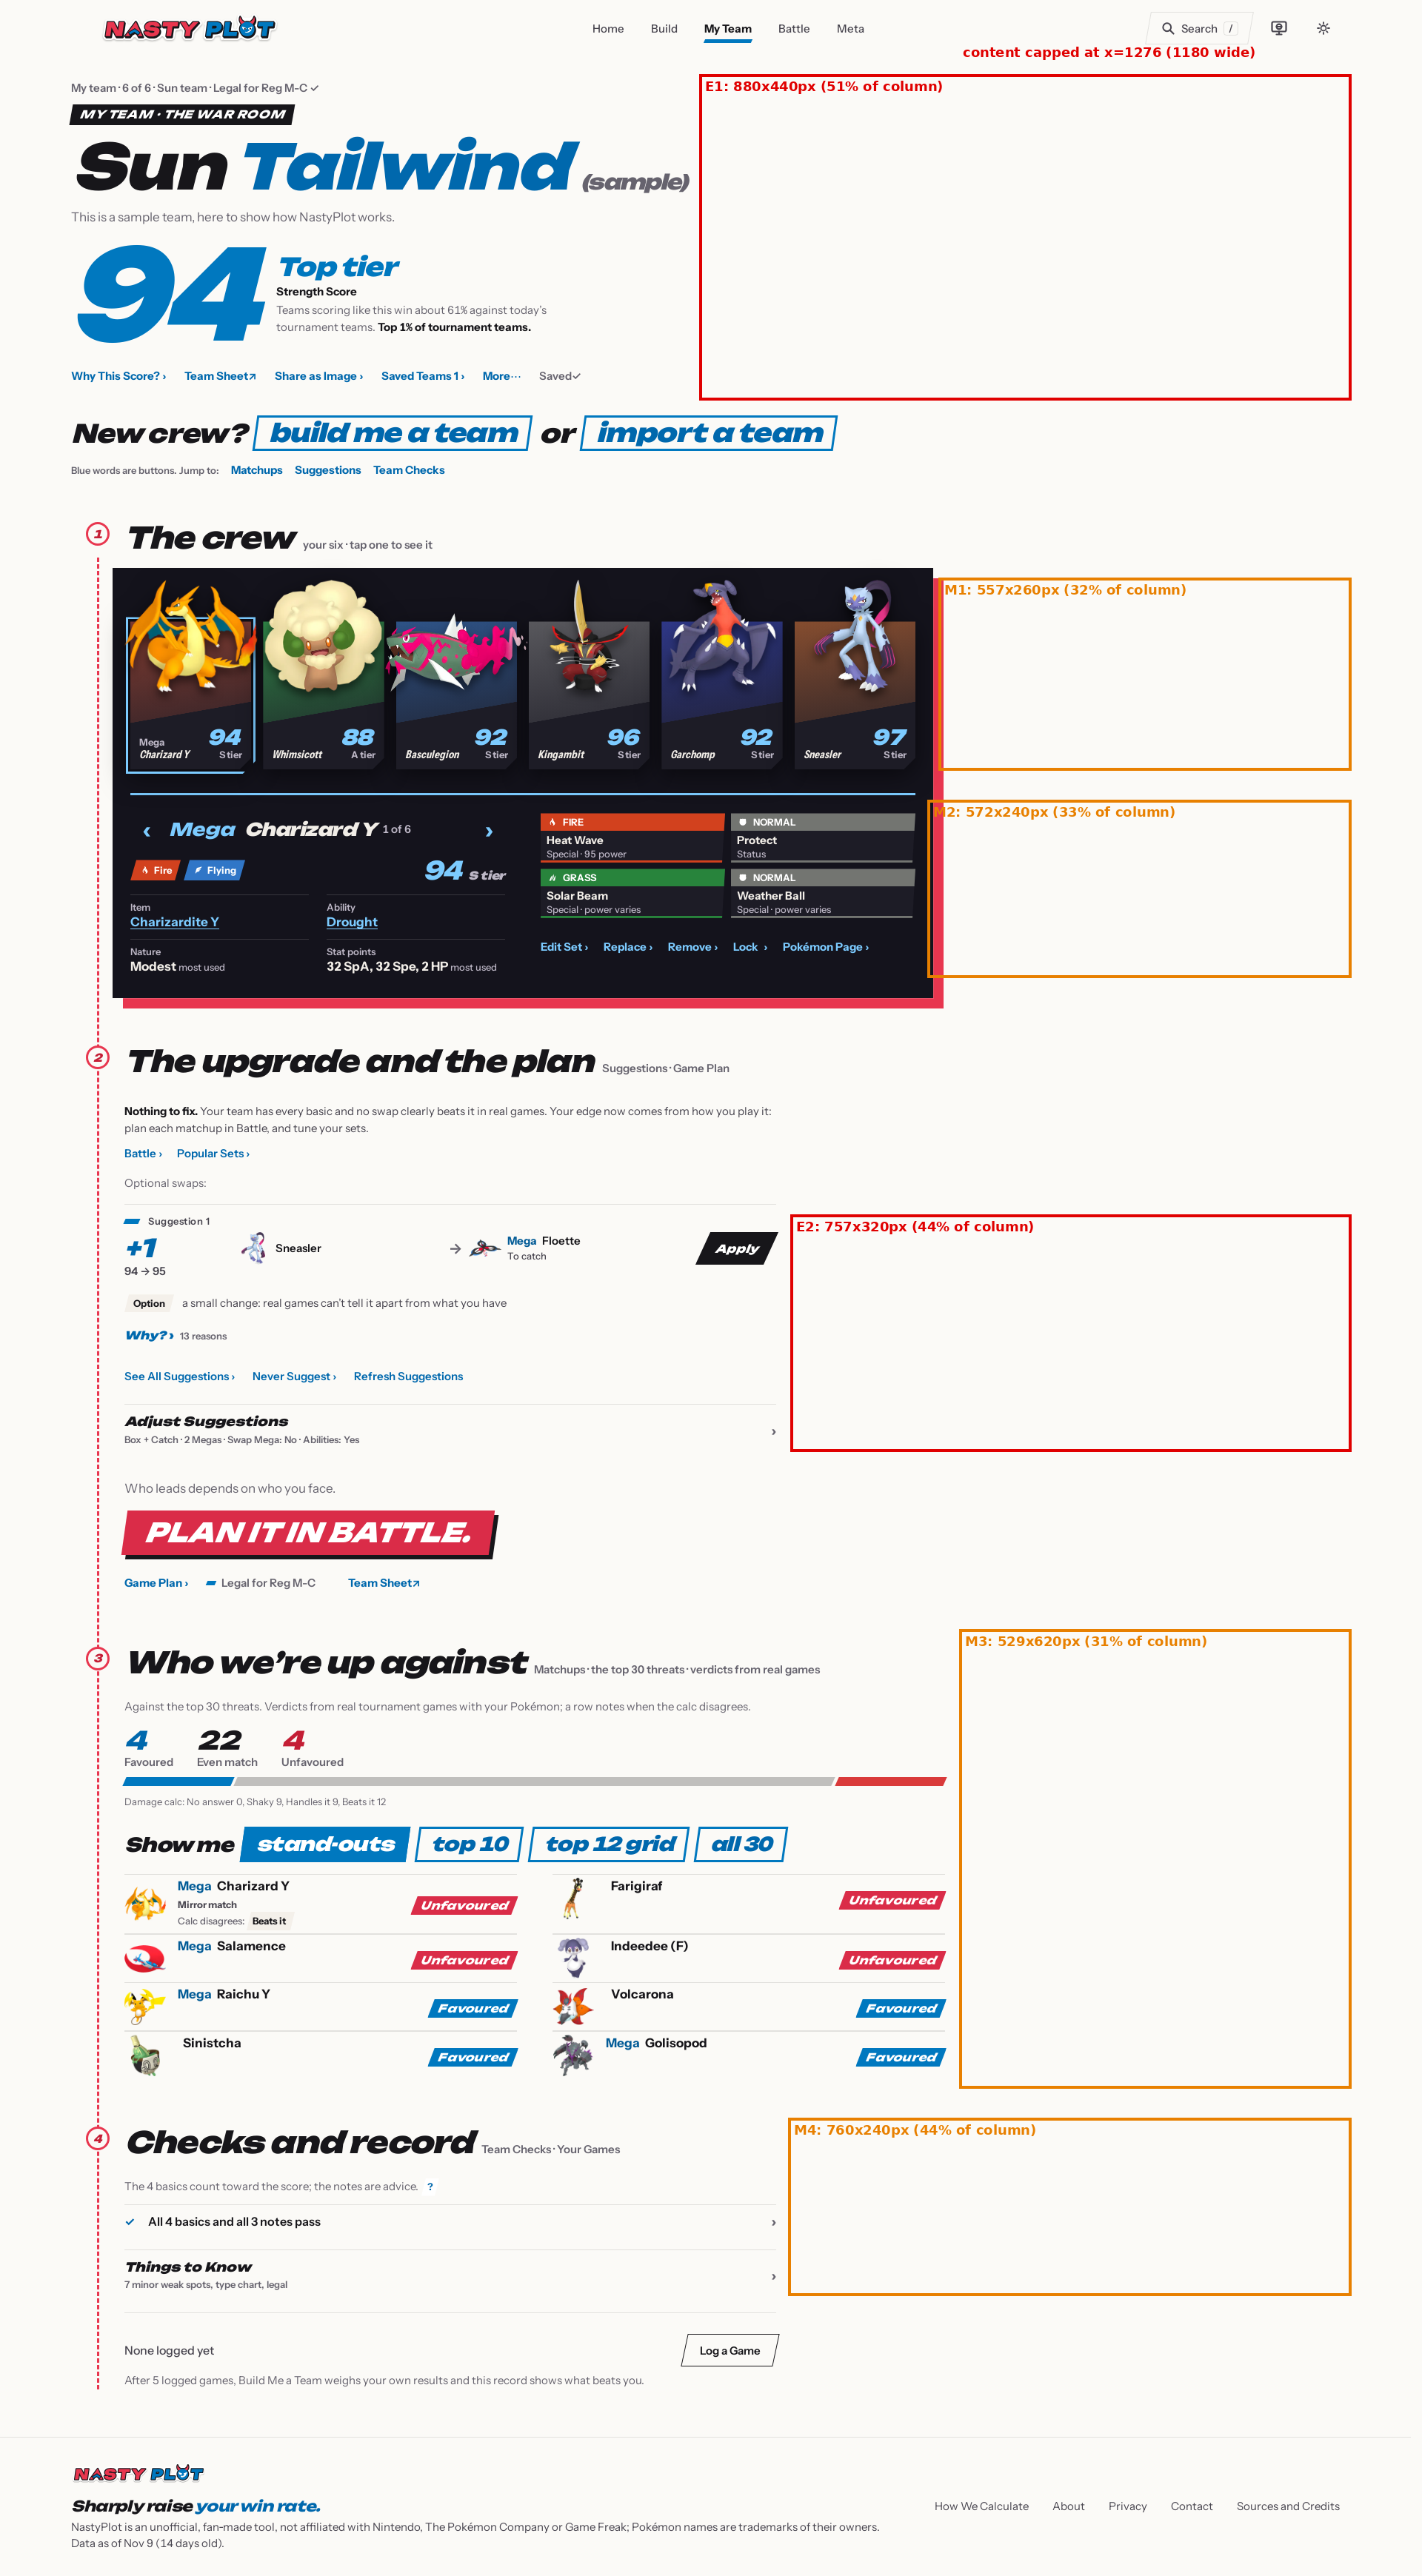 NASTY PLOT
Home Build My Team Battle Meta
Search /
content capped at x=1276 (1180 wide)
My team · 6 of 6 · Sun team · Legal for Reg M-C ✓
MY TEAM · THE WAR ROOM
E1: 880x440px (51% of column)
Sun Tailwind (sample)
This is a sample team, here to show how NastyPlot works.
94
Top tier
Strength Score
Teams scoring like this win about 61% against today's
tournament teams. Top 1% of tournament teams.
Why This Score? › Team Sheet↗ Share as Image › Saved Teams 1 › More··· Saved✓
New crew? build me a team or import a team
Blue words are buttons. Jump to: Matchups Suggestions Team Checks
1 The crew your six · tap one to see it
M1: 557x260px (32% of column)
Mega
Charizard Y 94 S tier
Whimsicott 88 A tier
Basculegion 92 S tier
Kingambit 96 S tier
Garchomp 92 S tier
Sneasler 97 S tier
M2: 572x240px (33% of column)
‹ Mega Charizard Y 1 of 6 ›
Fire Flying 94 S tier
Item
Charizardite Y
Ability
Drought
Nature
Modest most used
Stat points
32 SpA, 32 Spe, 2 HP most used
FIRE
Heat Wave
Special · 95 power
NORMAL
Protect
Status
GRASS
Solar Beam
Special · power varies
NORMAL
Weather Ball
Special · power varies
Edit Set › Replace › Remove › Lock › Pokémon Page ›
2 The upgrade and the plan Suggestions · Game Plan
Nothing to fix. Your team has every basic and no swap clearly beats it in real games. Your edge now comes from how you play it:
plan each matchup in Battle, and tune your sets.
Battle › Popular Sets ›
Optional swaps:
Suggestion 1
E2: 757x320px (44% of column)
+1
94 → 95
Sneasler → Mega Floette
To catch
Apply
Option a small change: real games can't tell it apart from what you have
Why? › 13 reasons
See All Suggestions › Never Suggest › Refresh Suggestions
Adjust Suggestions ›
Box + Catch · 2 Megas · Swap Mega: No · Abilities: Yes
Who leads depends on who you face.
PLAN IT IN BATTLE.
Game Plan › Legal for Reg M-C Team Sheet↗
M3: 529x620px (31% of column)
3 Who we're up against Matchups · the top 30 threats · verdicts from real games
Against the top 30 threats. Verdicts from real tournament games with your Pokémon; a row notes when the calc disagrees.
4 22 4
Favoured Even match Unfavoured
Damage calc: No answer 0, Shaky 9, Handles it 9, Beats it 12
Show me stand-outs top 10 top 12 grid all 30
Mega Charizard Y
Mirror match
Calc disagrees: Beats it
Unfavoured
Farigiraf Unfavoured
Mega Salamence Unfavoured
Indeedee (F) Unfavoured
Mega Raichu Y Favoured
Volcarona Favoured
Sinistcha Favoured
Mega Golisopod Favoured
M4: 760x240px (44% of column)
4 Checks and record Team Checks · Your Games
The 4 basics count toward the score; the notes are advice. ?
✓ All 4 basics and all 3 notes pass ›
Things to Know ›
7 minor weak spots, type chart, legal
None logged yet Log a Game
After 5 logged games, Build Me a Team weighs your own results and this record shows what beats you.
NASTY PLOT
Sharply raise your win rate.
How We Calculate About Privacy Contact Sources and Credits
NastyPlot is an unofficial, fan-made tool, not affiliated with Nintendo, The Pokémon Company or Game Freak; Pokémon names are trademarks of their owners.
Data as of Nov 9 (14 days old).